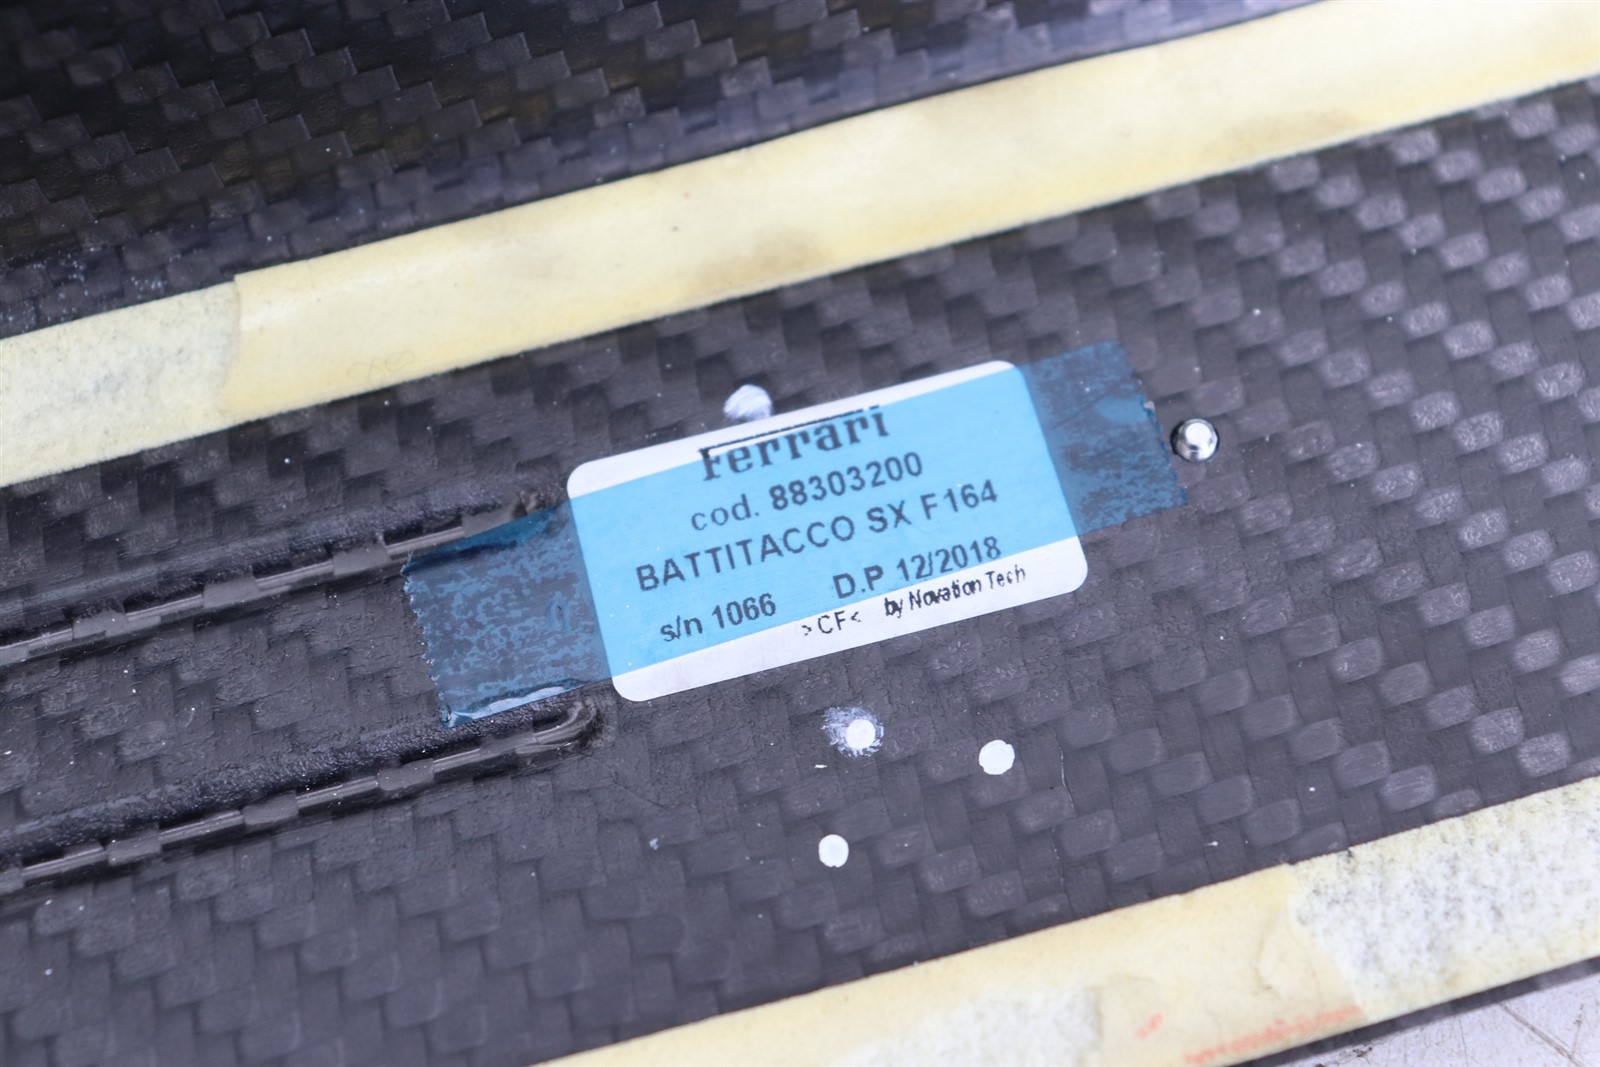 Ferrari
cod. 88303200
BATTITACCO SX F164
s/n 1066 D.P 12/2018
>CF< by Novation Tech